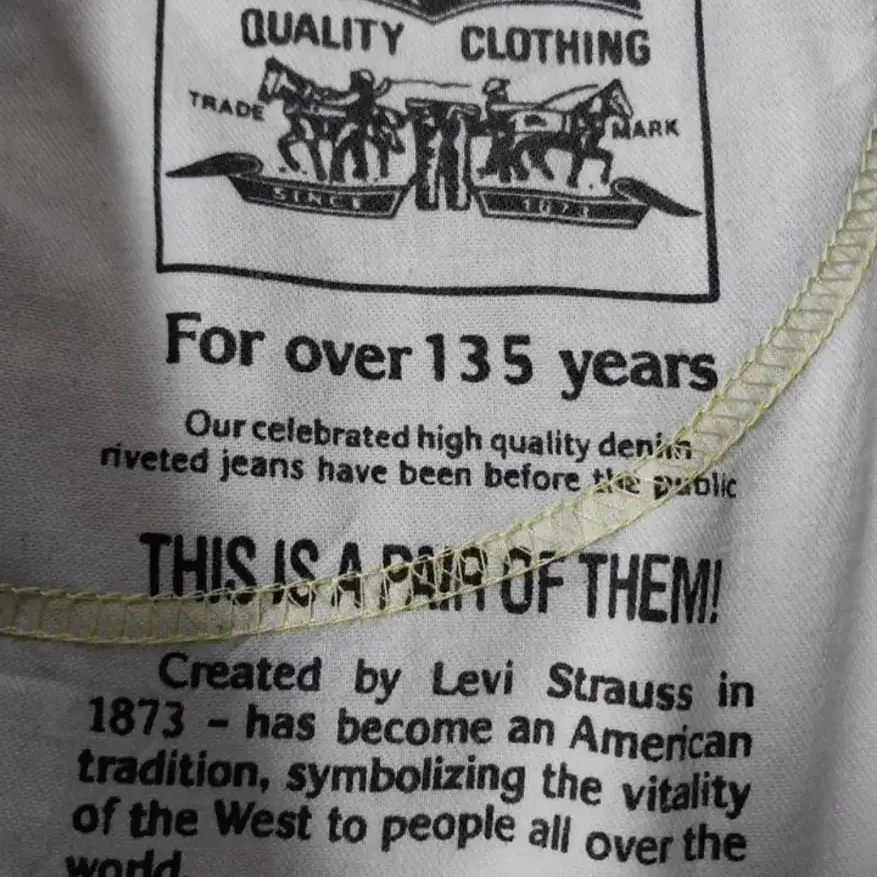 QUALITY CLOTHING
TRADE MARK
SINCE 1873
For over 135 years
Our celebrated high quality denim
riveted jeans have been before the public
THIS IS A PAIR OF THEM!
Created by Levi Strauss in
1873 – has become an American
tradition, symbolizing the vitality
of the West to people all over the
world.